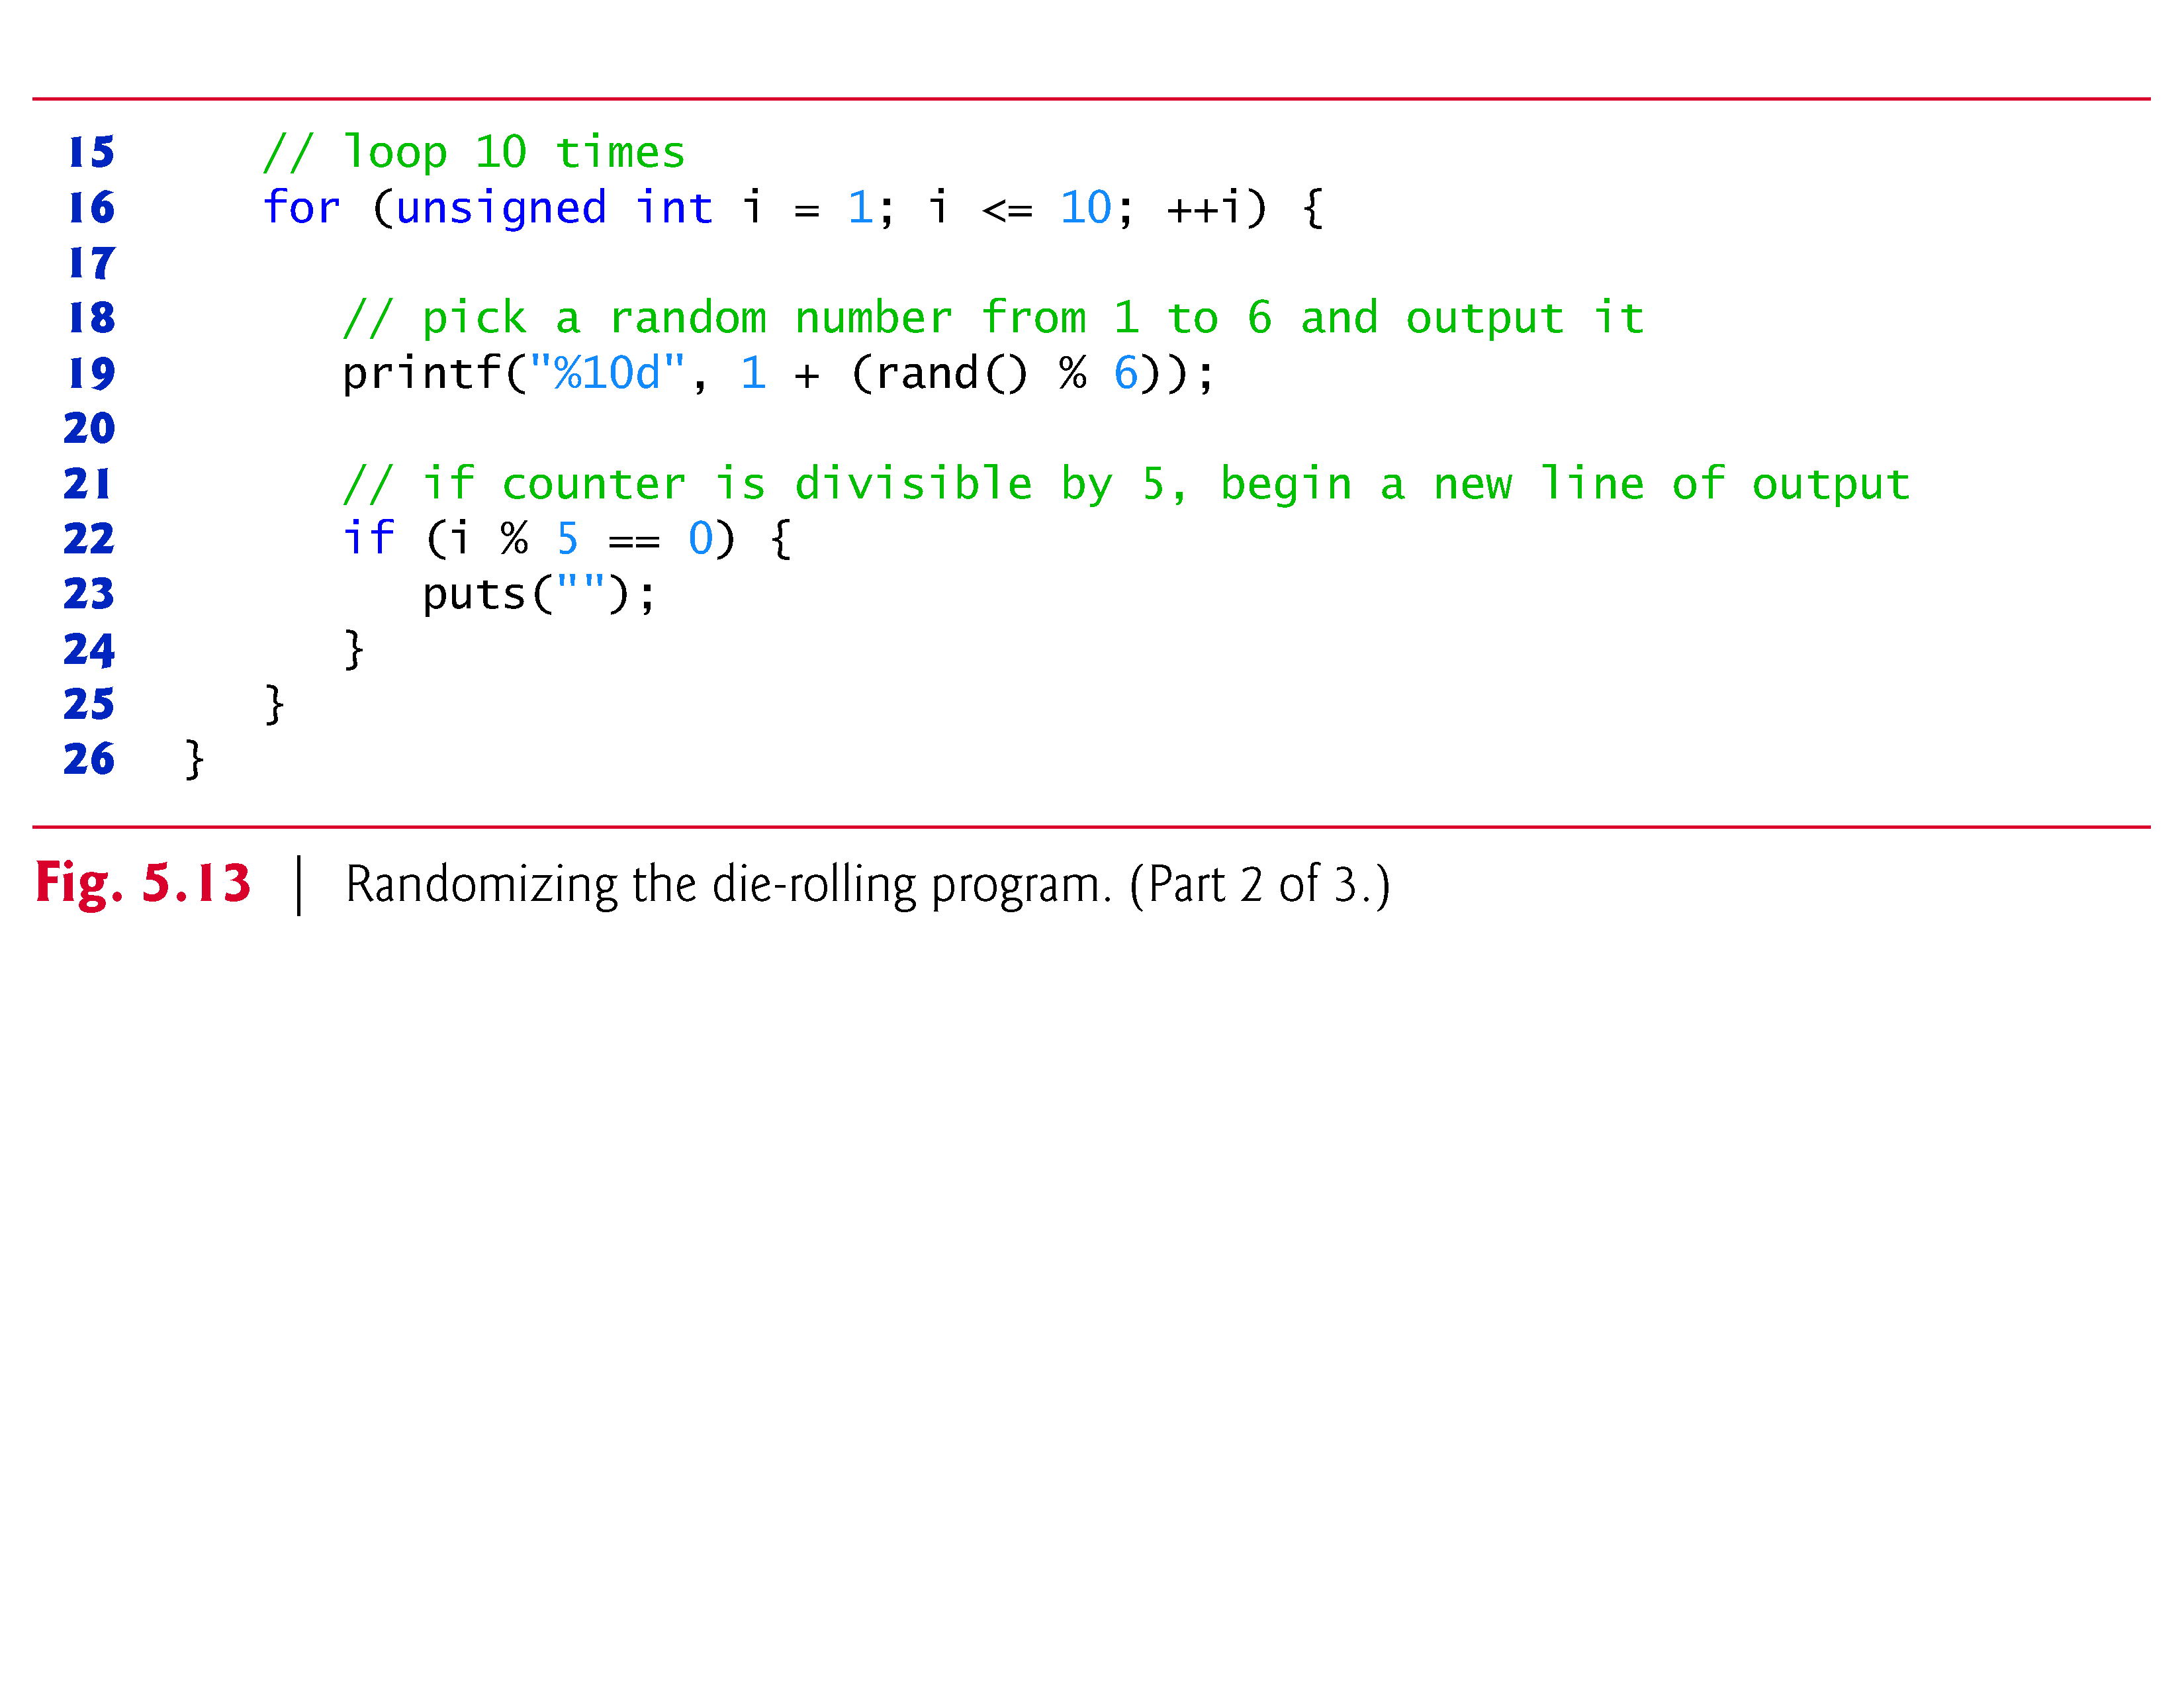 15 // loop 10 times
16 for (unsigned int i = 1; i <= 10; ++i) {
17
18 // pick a random number from 1 to 6 and output it
19 printf("%10d", 1 + (rand() % 6));
20
21 // if counter is divisible by 5, begin a new line of output
22 if (i % 5 == 0) {
23 puts("");
24 }
25 }
26 }
Fig. 5.13 | Randomizing the die-rolling program. (Part 2 of 3.)